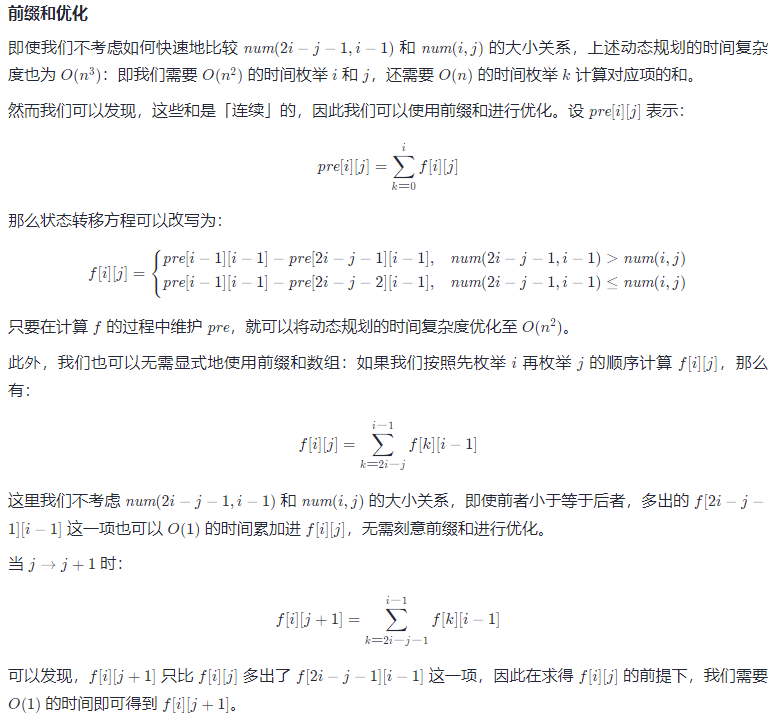 前缀和优化
即使我们不考虑如何快速地比较 num(2i − j − 1, i − 1) 和 num(i, j) 的大小关系，上述动态规划的时间复杂
度也为 O(n³)：即我们需要 O(n²) 的时间枚举 i 和 j，还需要 O(n) 的时间枚举 k 计算对应项的和。
然而我们可以发现，这些和是「连续」的，因此我们可以使用前缀和进行优化。设 pre[i][j] 表示：
pre[i][j] = ∑_{k=0}^{i} f[i][j]
那么状态转移方程可以改写为：
f[i][j] = { pre[i − 1][i − 1] − pre[2i − j − 1][i − 1], num(2i − j − 1, i − 1) > num(i, j)
pre[i − 1][i − 1] − pre[2i − j − 2][i − 1], num(2i − j − 1, i − 1) ≤ num(i, j)
只要在计算 f 的过程中维护 pre，就可以将动态规划的时间复杂度优化至 O(n²)。
此外，我们也可以无需显式地使用前缀和数组：如果我们按照先枚举 i 再枚举 j 的顺序计算 f[i][j]，那么
有：
f[i][j] = ∑_{k=2i−j}^{i−1} f[k][i − 1]
这里我们不考虑 num(2i − j − 1, i − 1) 和 num(i, j) 的大小关系，即使前者小于等于后者，多出的 f[2i − j −
1][i − 1] 这一项也可以 O(1) 的时间累加进 f[i][j]，无需刻意前缀和进行优化。
当 j → j + 1 时：
f[i][j + 1] = ∑_{k=2i−j−1}^{i−1} f[k][i − 1]
可以发现，f[i][j + 1] 只比 f[i][j] 多出了 f[2i − j − 1][i − 1] 这一项，因此在求得 f[i][j] 的前提下，我们需要
O(1) 的时间即可得到 f[i][j + 1]。